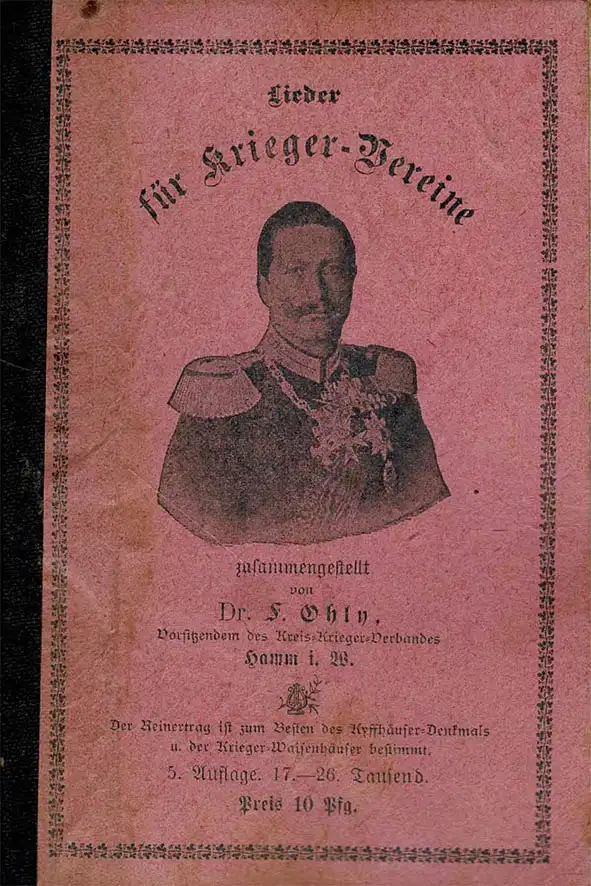 Lieder
für Krieger-Vereine
zusammengestellt
von
Dr. F. Ohly,
Vorsitzendem des Kreis-Krieger-Verbandes
Hamm i. W.
Der Reinertrag ist zum Besten des Kyffhäuser-Denkmals
u. der Krieger-Waisenhäuser bestimmt.
5. Auflage. 17.—26. Tausend.
Preis 10 Pfg.